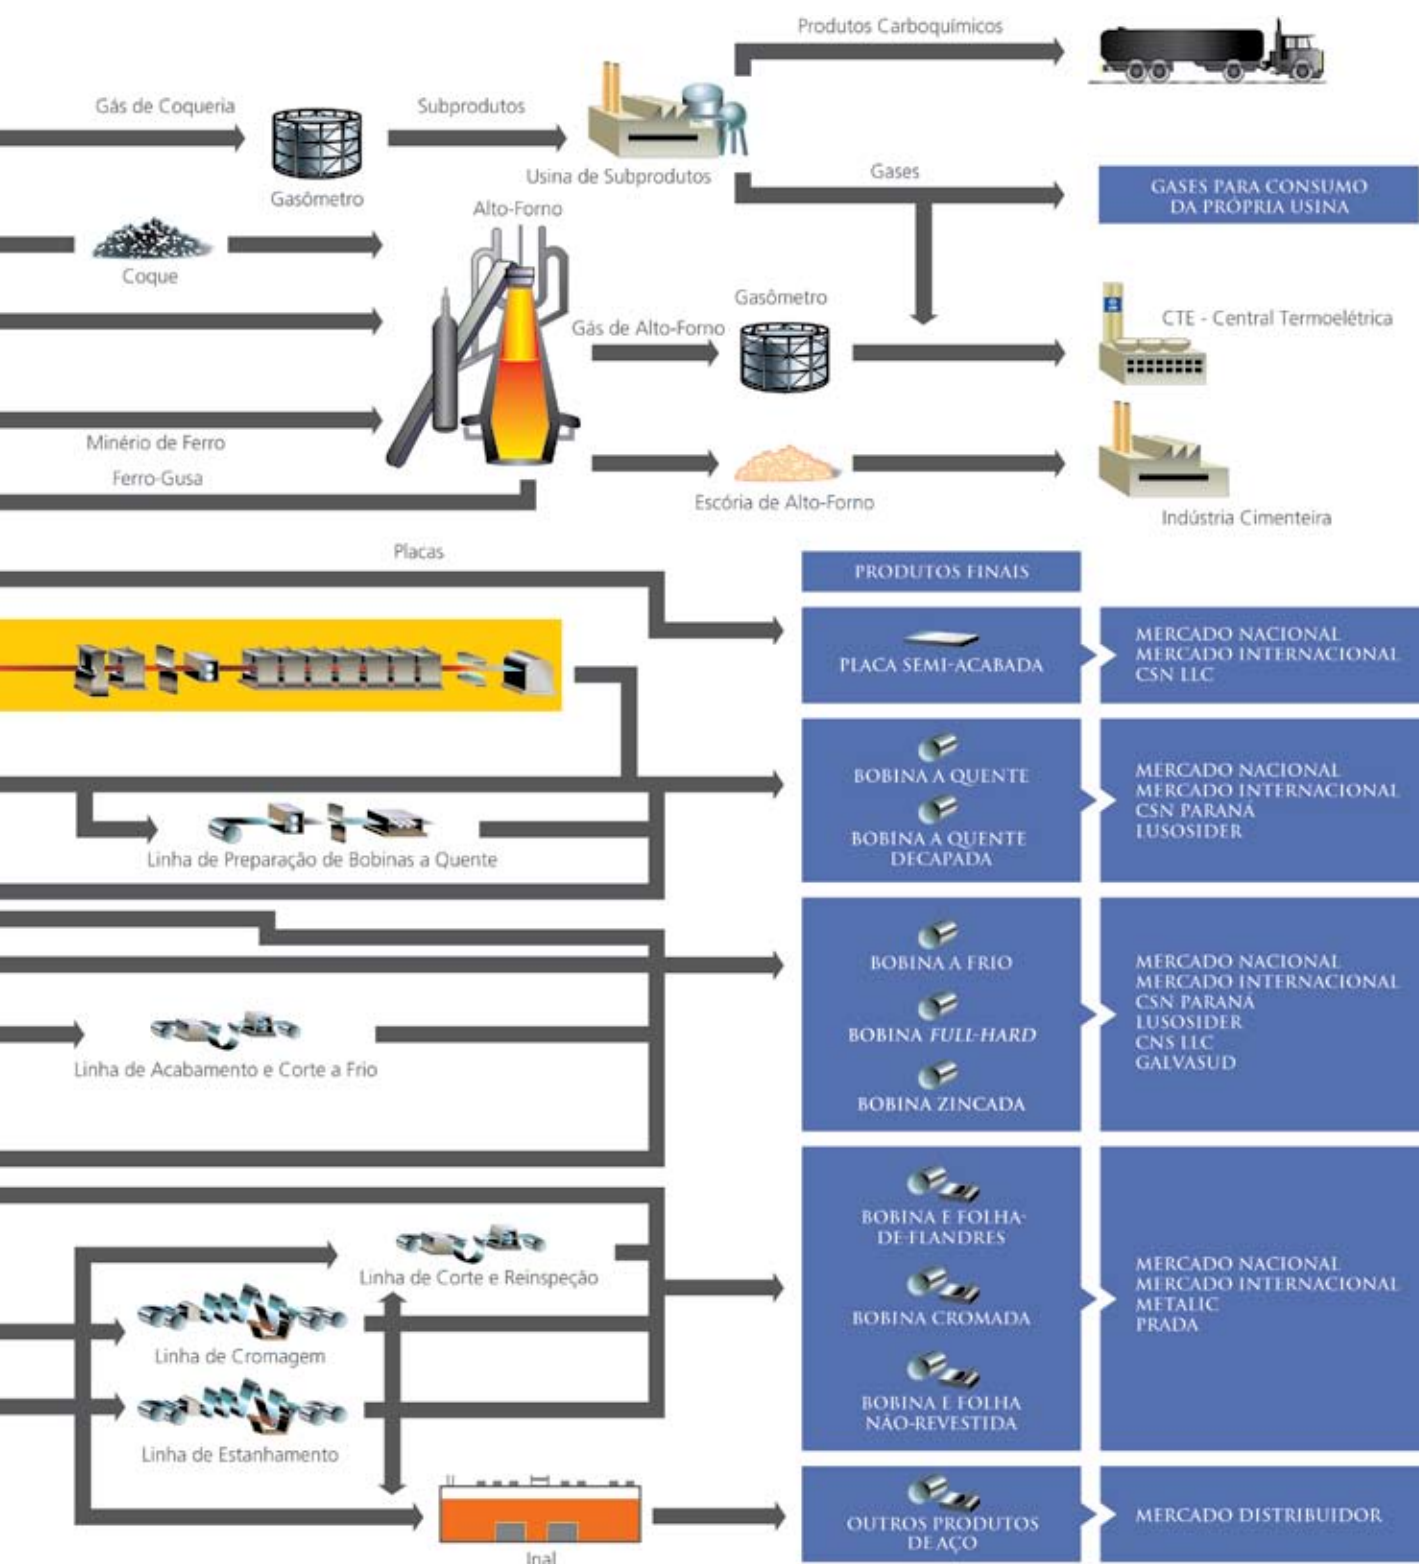 Produtos Carboquímicos
Gás de Coqueria
Subprodutos
Gasômetro
Usina de Subprodutos
Gases
GASES PARA CONSUMO
DA PRÓPRIA USINA
Alto-Forno
Coque
Gás de Alto-Forno
Gasômetro
CTE - Central Termoelétrica
Minério de Ferro
Ferro-Gusa
Escória de Alto-Forno
Indústria Cimenteira
Placas
PRODUTOS FINAIS
PLACA SEMI-ACABADA
MERCADO NACIONAL
MERCADO INTERNACIONAL
CSN LLC
BOBINA A QUENTE
BOBINA A QUENTE
DECAPADA
MERCADO NACIONAL
MERCADO INTERNACIONAL
CSN PARANÁ
LUSOSIDER
Linha de Preparação de Bobinas a Quente
BOBINA A FRIO
BOBINA FULL-HARD
BOBINA ZINCADA
MERCADO NACIONAL
MERCADO INTERNACIONAL
CSN PARANÁ
LUSOSIDER
CNS LLC
GALVASUD
Linha de Acabamento e Corte a Frio
BOBINA E FOLHA-
DE-FLANDRES
BOBINA CROMADA
BOBINA E FOLHA
NÃO-REVESTIDA
MERCADO NACIONAL
MERCADO INTERNACIONAL
METALIC
PRADA
Linha de Corte e Reinspeção
Linha de Cromagem
Linha de Estanhamento
Inal
OUTROS PRODUTOS
DE AÇO
MERCADO DISTRIBUIDOR